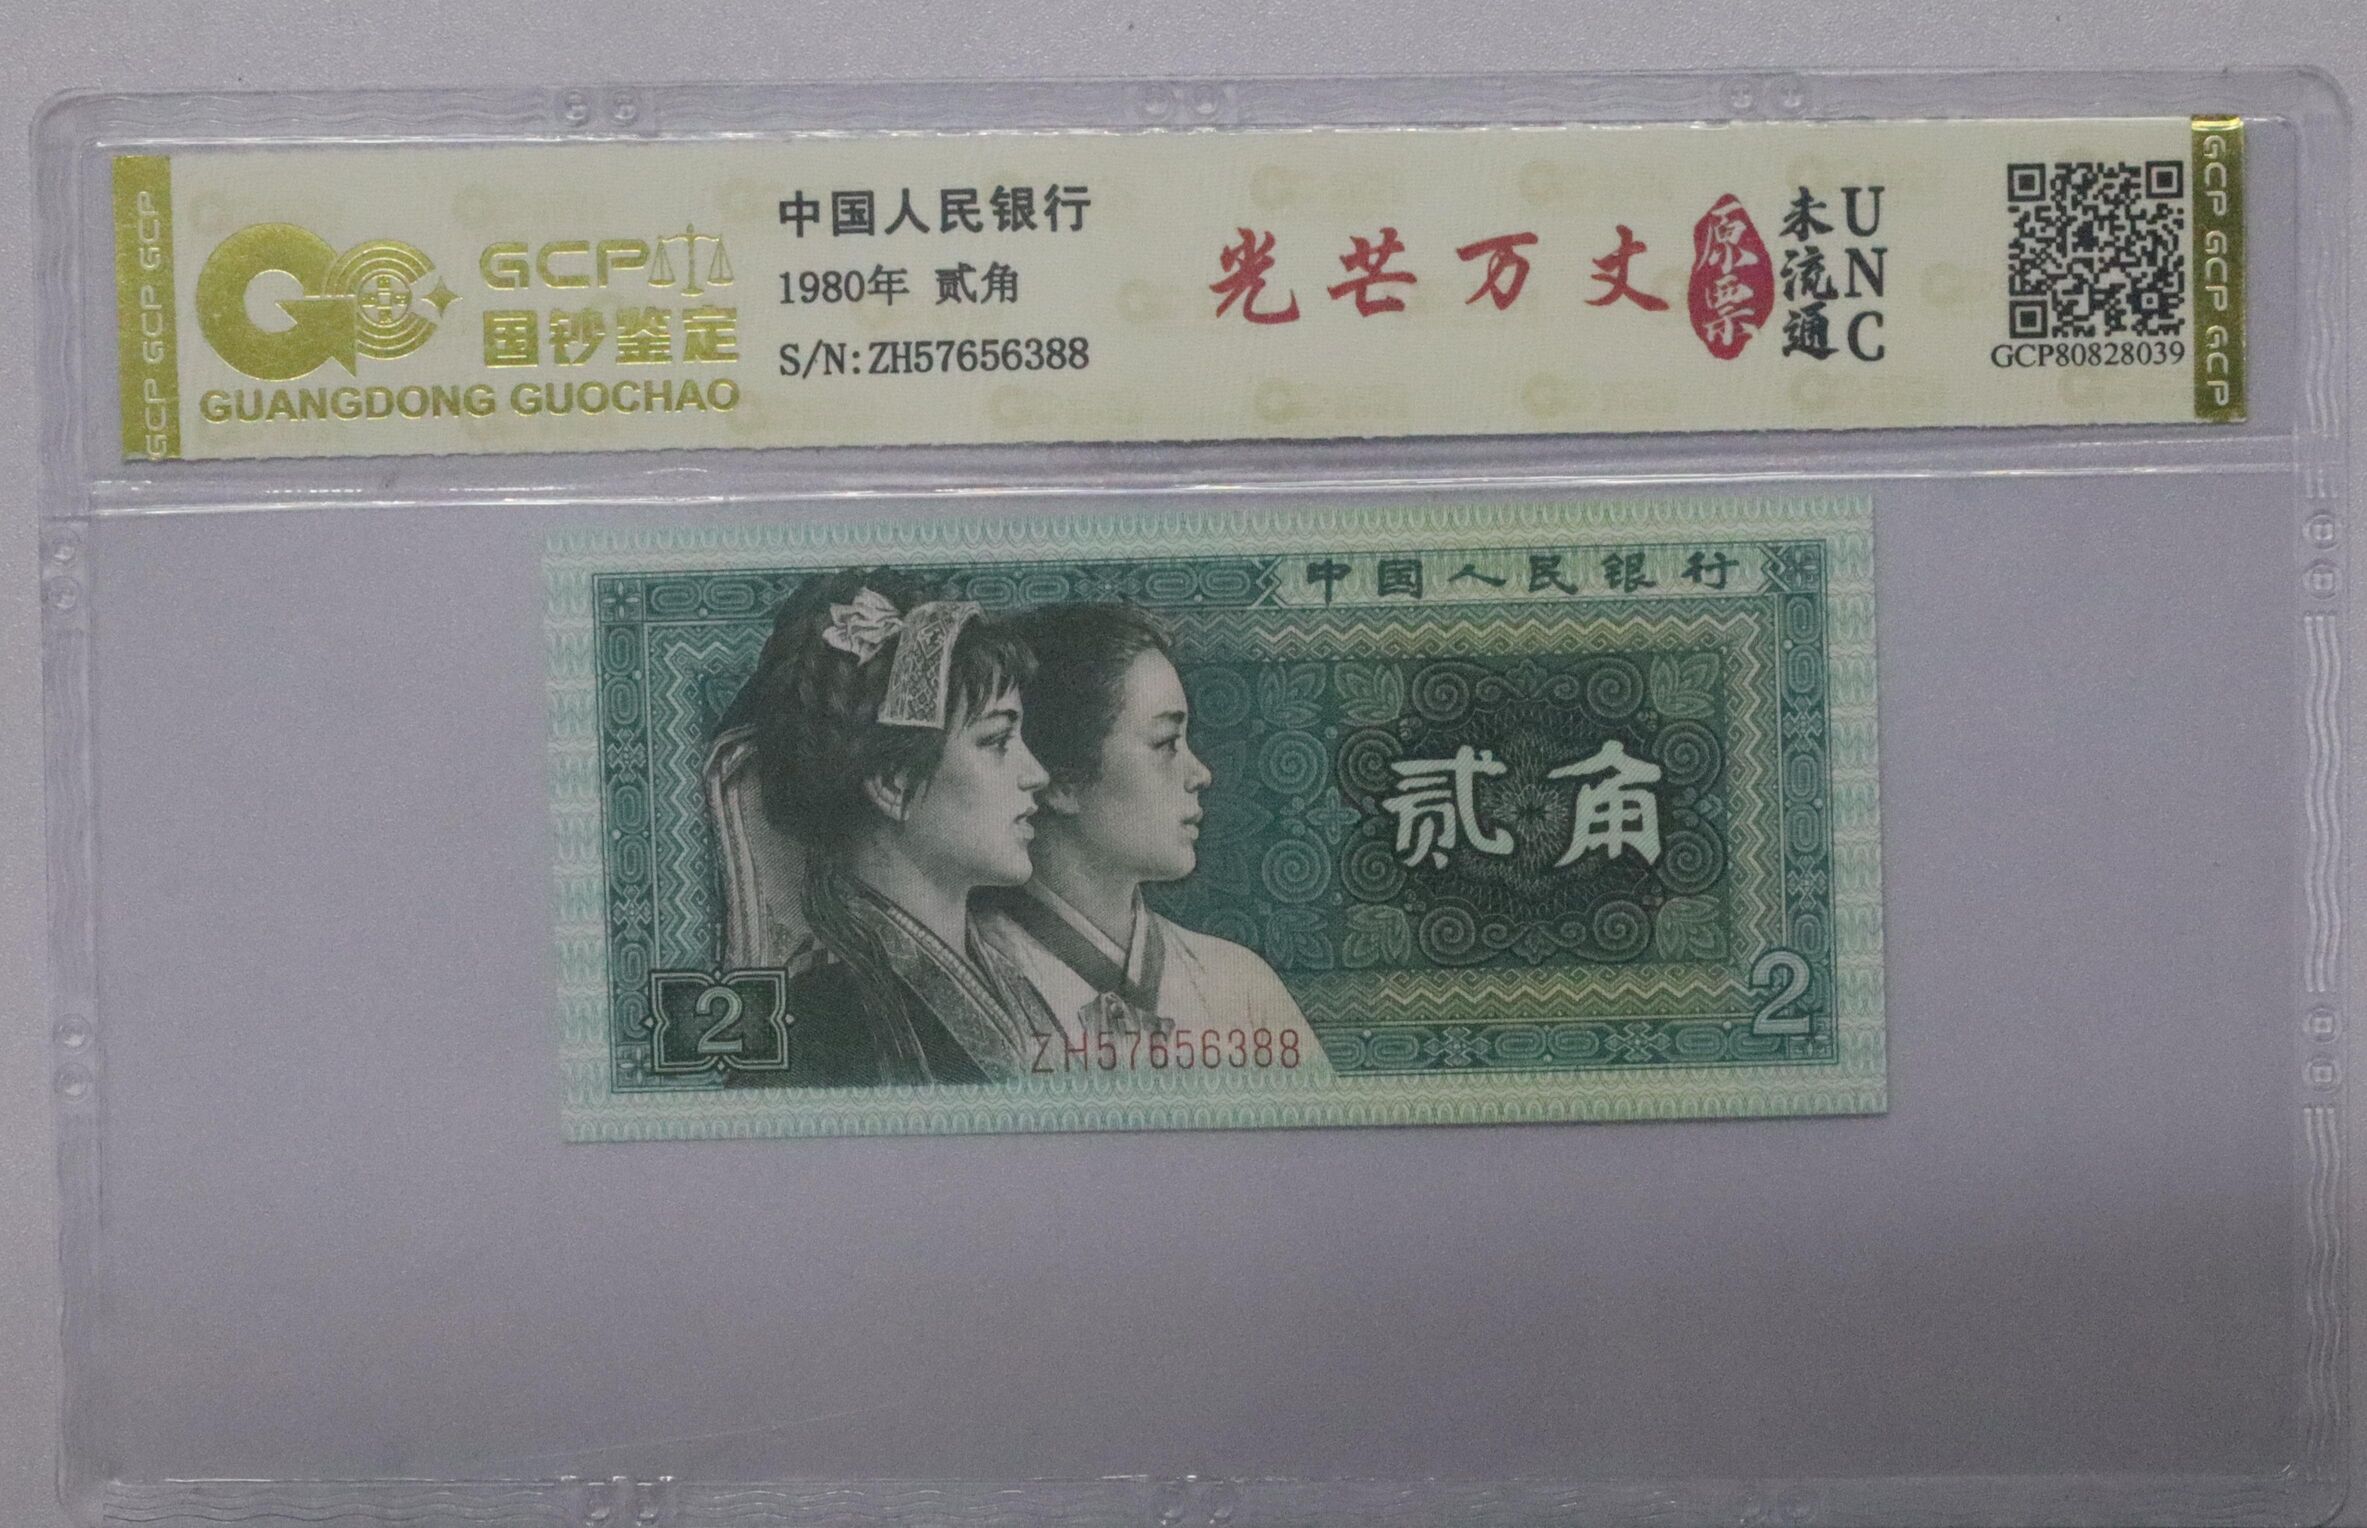 GCP
国钞鉴定
GUANGDONG GUOCHAO
中国人民银行
1980年 贰角
S/N:ZH57656388
光芒万丈
原票
未流通
UNC
GCP80828039
GCP GCP GCP
GCP GCP GCP
中国人民银行
贰角
2
2
ZH57656388